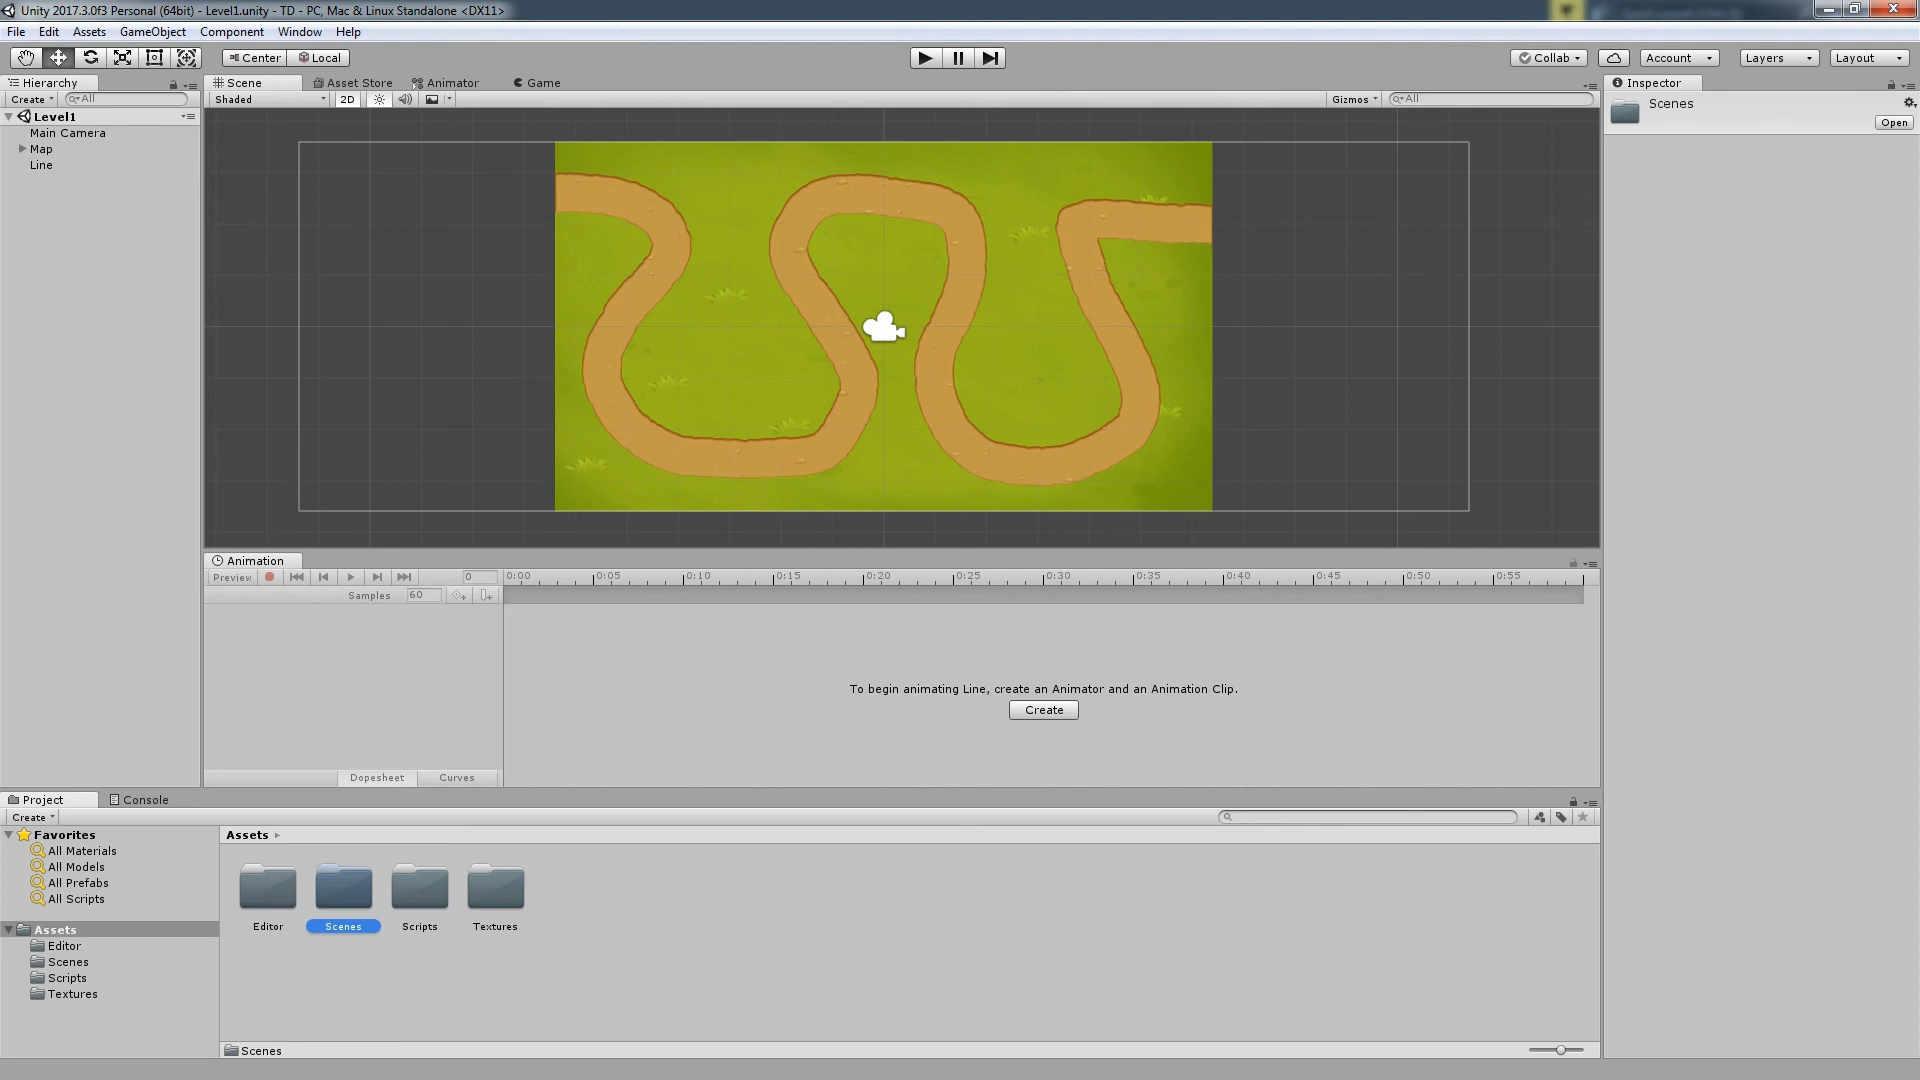 Unity 2017.3.0f3 Personal (64bit) - Level1.unity - TD - PC, Mac & Linux Standalone <DX11>
File Edit Assets GameObject Component Window Help
Center Local Collab Account Layers Layout
Hierarchy Scene Asset Store Animator Game Inspector
Create All Shaded 2D Gizmos All Scenes
Open
Level1
Main Camera
Map
Line
Animation
Preview 0 0:00 0:05 0:10 0:15 0:20 0:25 0:30 0:35 0:40 0:45 0:50 0:55
Samples 60
To begin animating Line, create an Animator and an Animation Clip.
Create
Dopesheet Curves
Project Console
Create
Favorites Assets
All Materials
All Models
All Prefabs
All Scripts
Editor Scenes Scripts Textures
Assets
Editor
Scenes
Scripts
Textures
Scenes